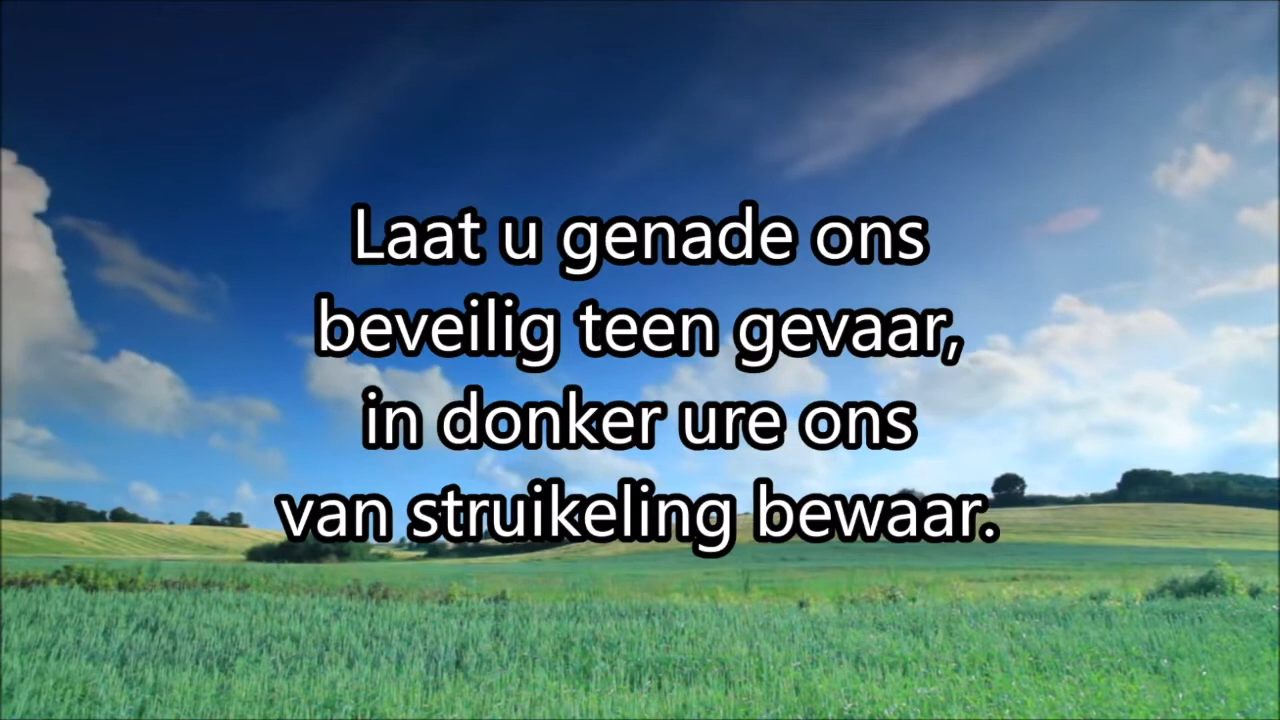 Laat u genade ons
beveilig teen gevaar,
in donker ure ons
van struikeling bewaar.